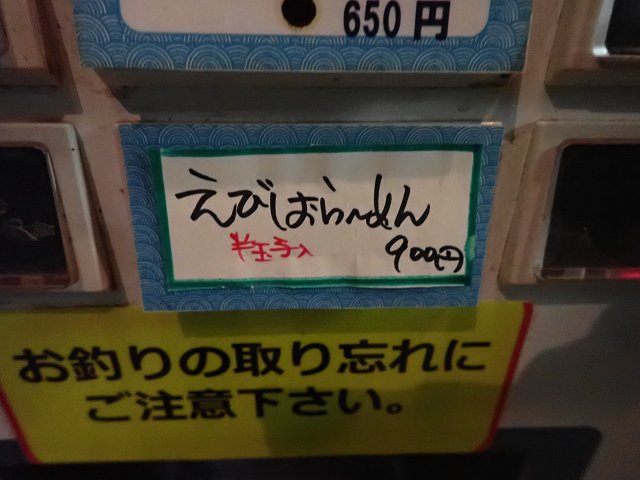 650円
えびしおら〜めん
半玉子入
900円
お釣りの取り忘れに
ご注意下さい。